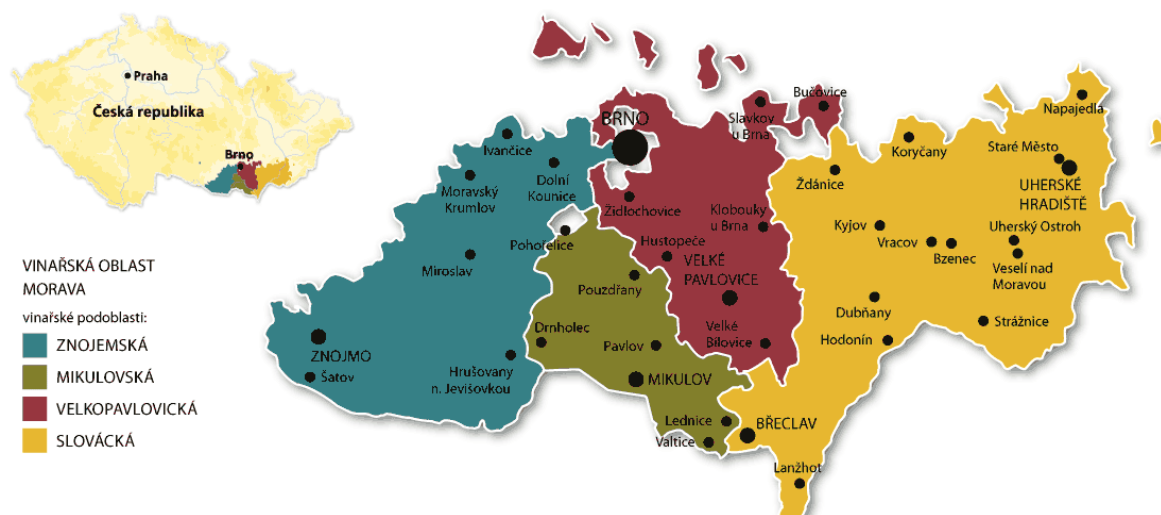 Praha
Česká republika
Brno
VINAŘSKÁ OBLAST
MORAVA
vinařské podoblasti:
ZNOJEMSKÁ
MIKULOVSKÁ
VELKOPAVLOVICKÁ
SLOVÁCKÁ
BRNO
Slavkov
u Brna
Bučovice
Napajedla
Ivančice
Koryčany
Staré Město
Dolní
Kounice
Moravský
Krumlov
Ždánice
UHERSKÉ
HRADIŠTĚ
Židlochovice
Klobouky
u Brna
Kyjov
Uherský Ostroh
Pohořelice
Hustopeče
Vracov
Bzenec
Miroslav
VELKÉ
PAVLOVICE
Veselí nad
Moravou
Pouzdřany
Dubňany
Strážnice
Drnholec
Velké
Bílovice
Hodonín
ZNOJMO
Pavlov
Šatov
Hrušovany
n. Jevišovkou
MIKULOV
Lednice
BŘECLAV
Valtice
Lanžhot